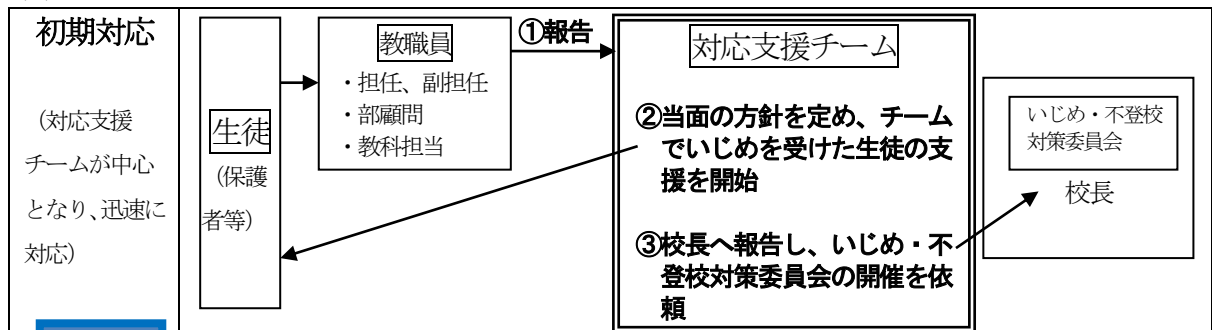 初期対応
(対応支援
チームが中心
となり、迅速に
対応)
生徒
(保護
者等)
教職員
・担任、副担任
・部顧問
・教科担当
①報告
対応支援チーム
②当面の方針を定め、チーム
でいじめを受けた生徒の支
援を開始
③校長へ報告し、いじめ・不
登校対策委員会の開催を依
頼
いじめ・不登校
対策委員会
校長